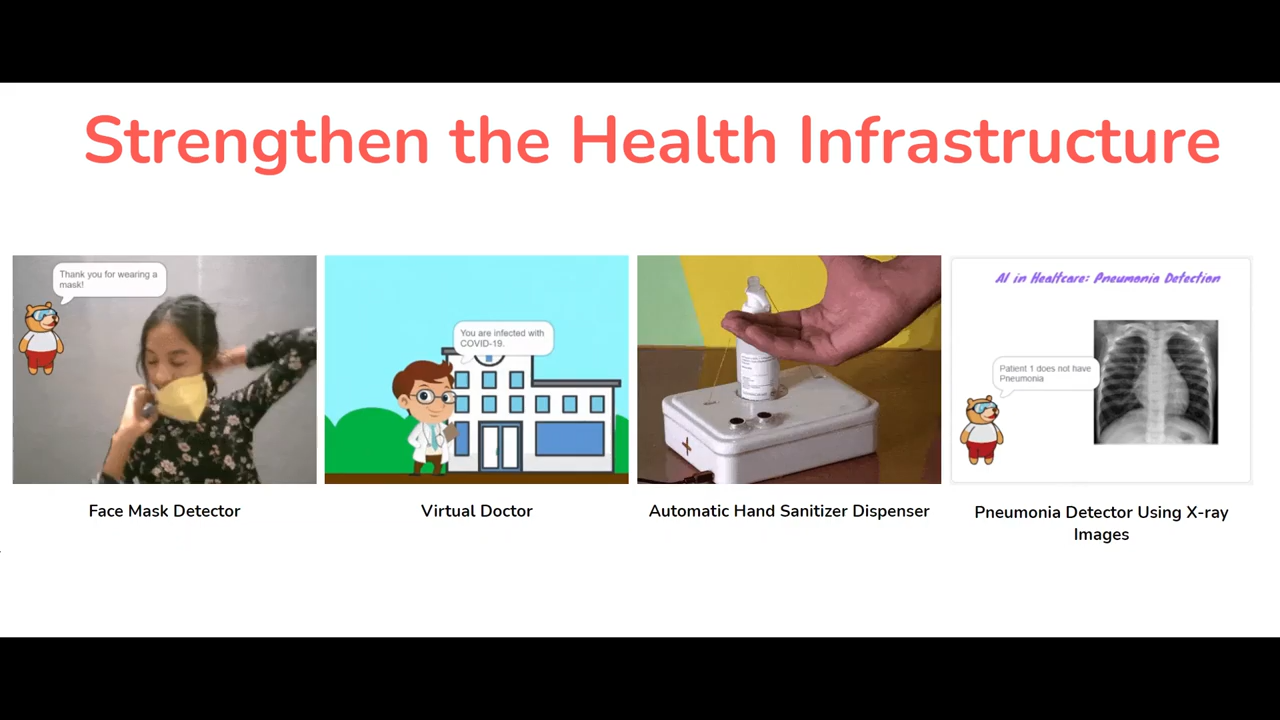 Strengthen the Health Infrastructure
Thank you for wearing a
mask!
You are infected with
COVID-19.
AI in Healtcare: Pneumonia Detection
Patient 1 does not have
Pneumonia
Face Mask Detector
Virtual Doctor
Automatic Hand Sanitizer Dispenser
Pneumonia Detector Using X-ray
Images